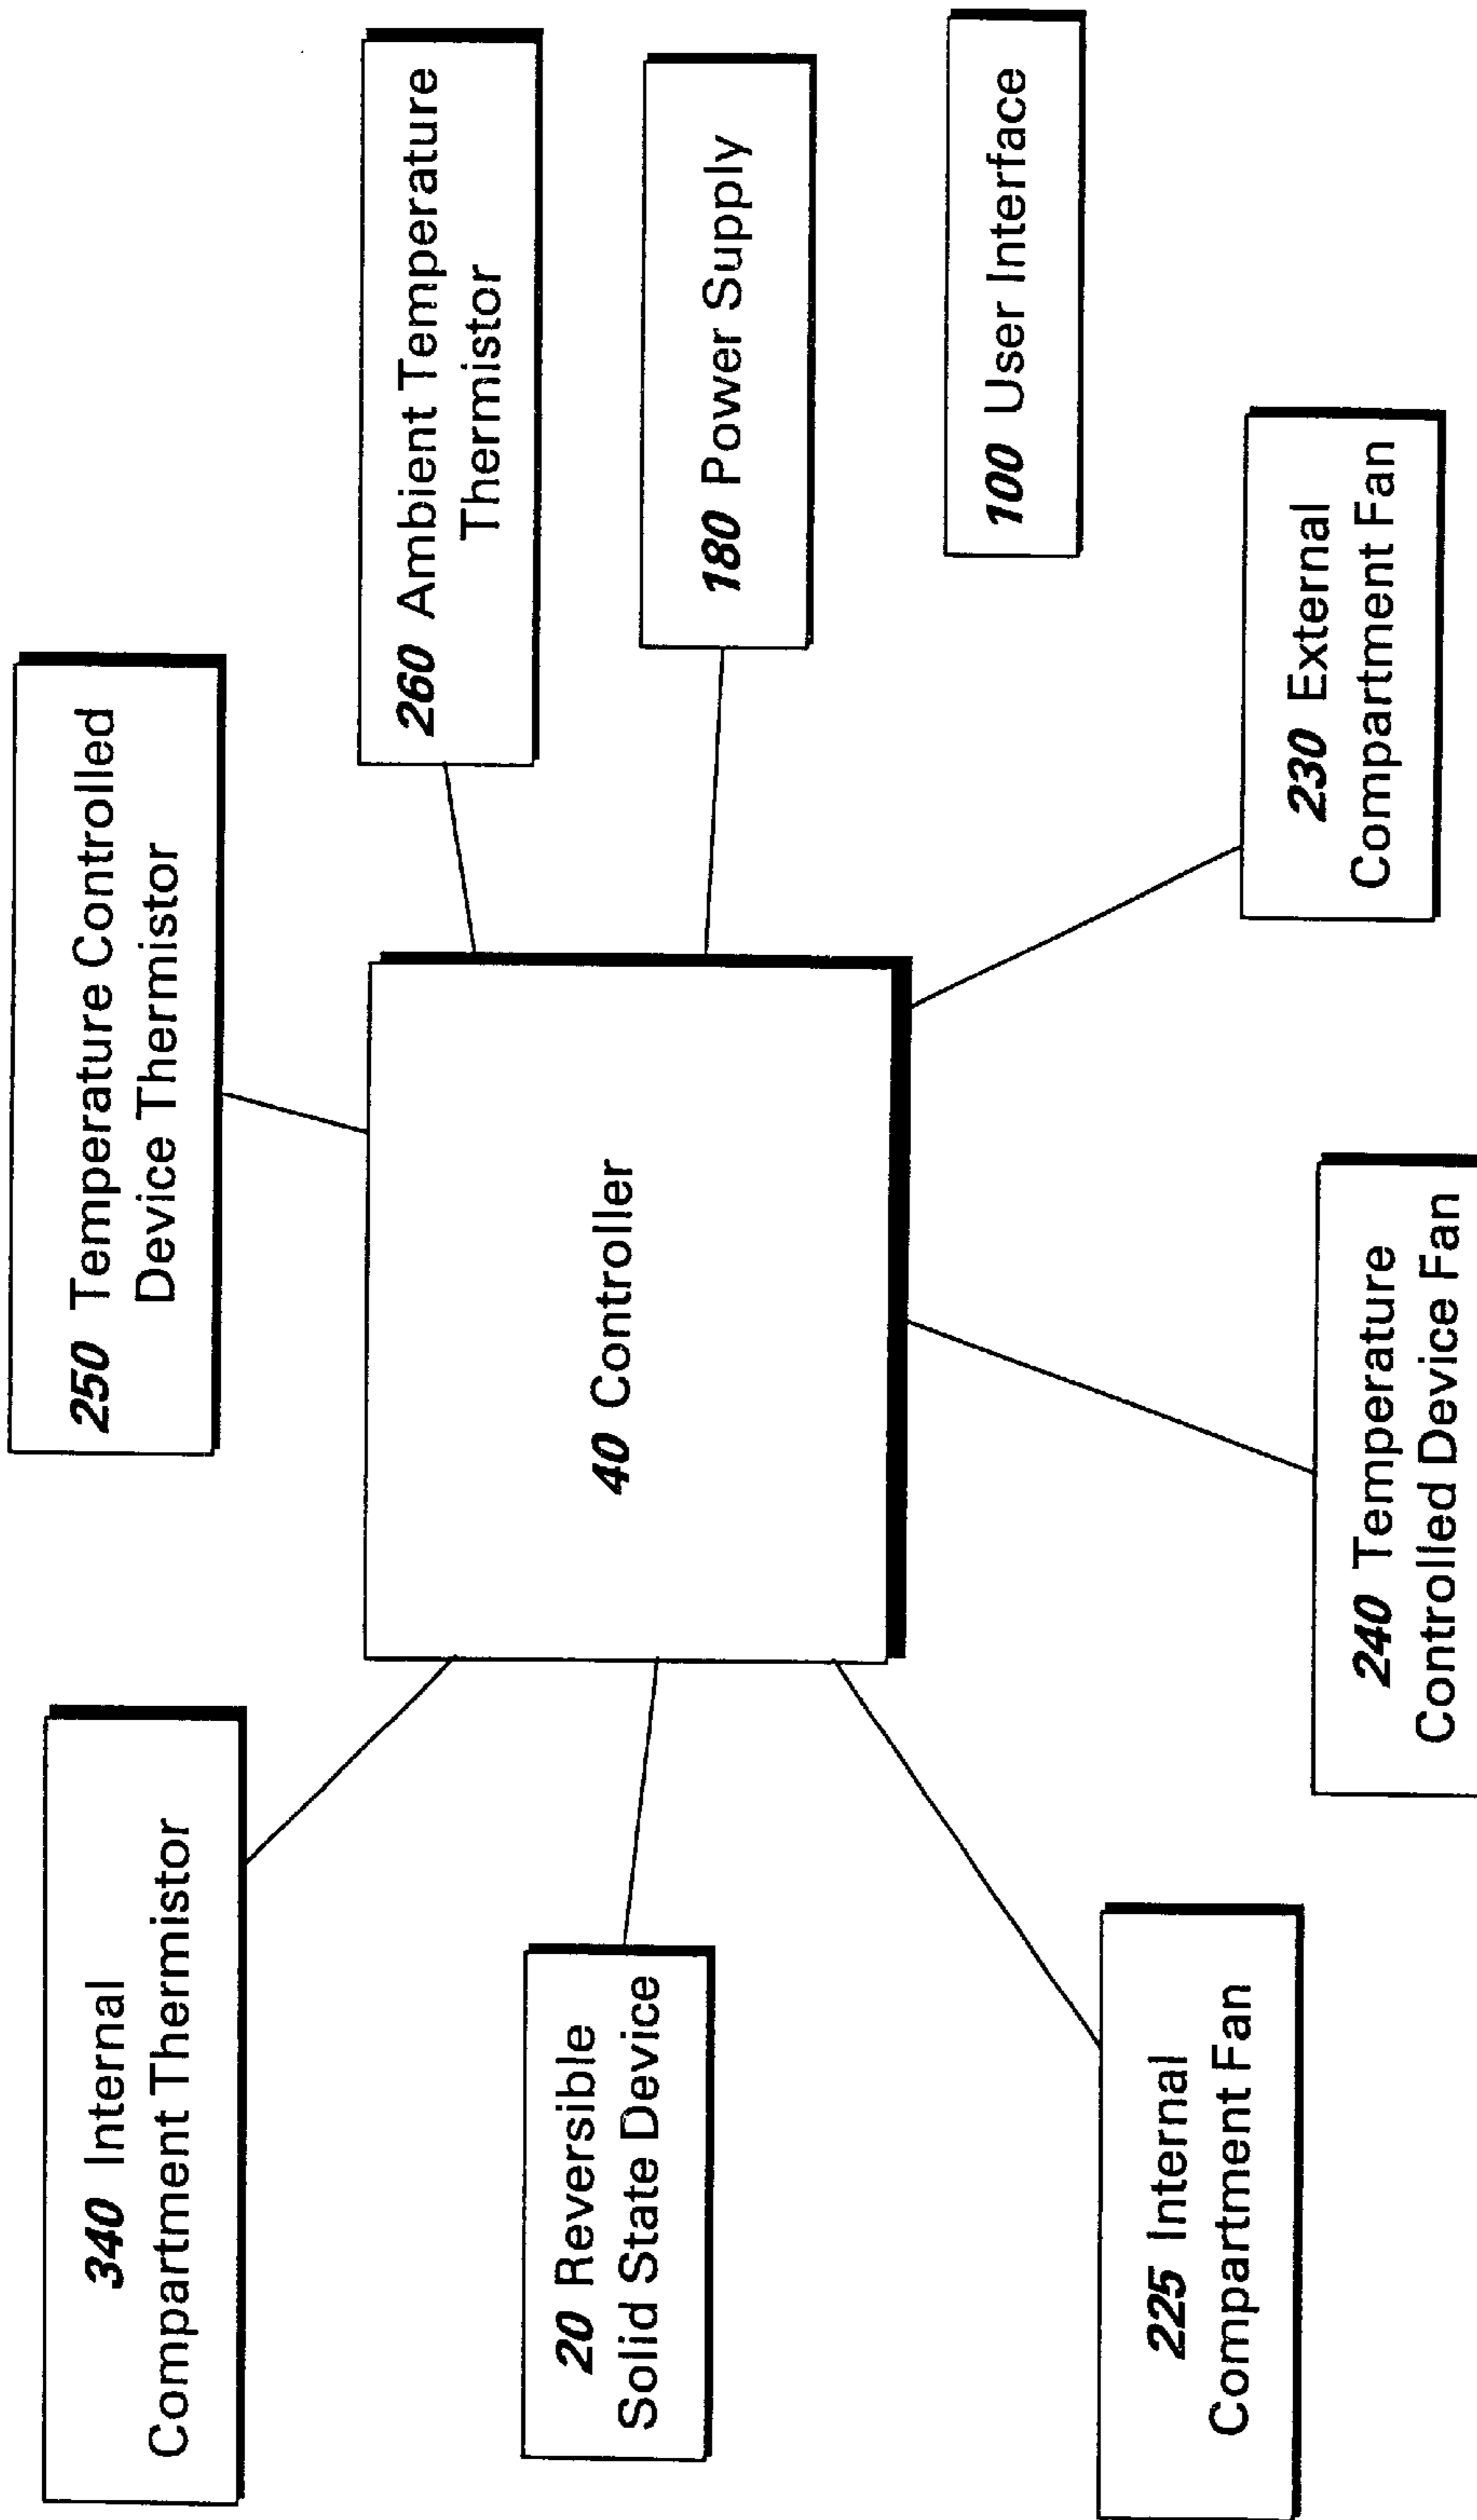 340 Internal
Compartment Thermistor
250 Temperature Controlled
Device Thermistor
260 Ambient Temperature
Thermistor
20 Reversible
Solid State Device
40 Controller
180 Power Supply
100 User Interface
225 Internal
Compartment Fan
240 Temperature
Controlled Device Fan
230 External
Compartment Fan